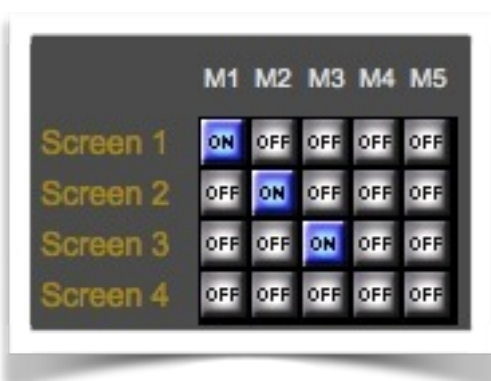 M1 M2 M3 M4 M5
Screen 1 ON OFF OFF OFF OFF
Screen 2 OFF ON OFF OFF OFF
Screen 3 OFF OFF ON OFF OFF
Screen 4 OFF OFF OFF OFF OFF